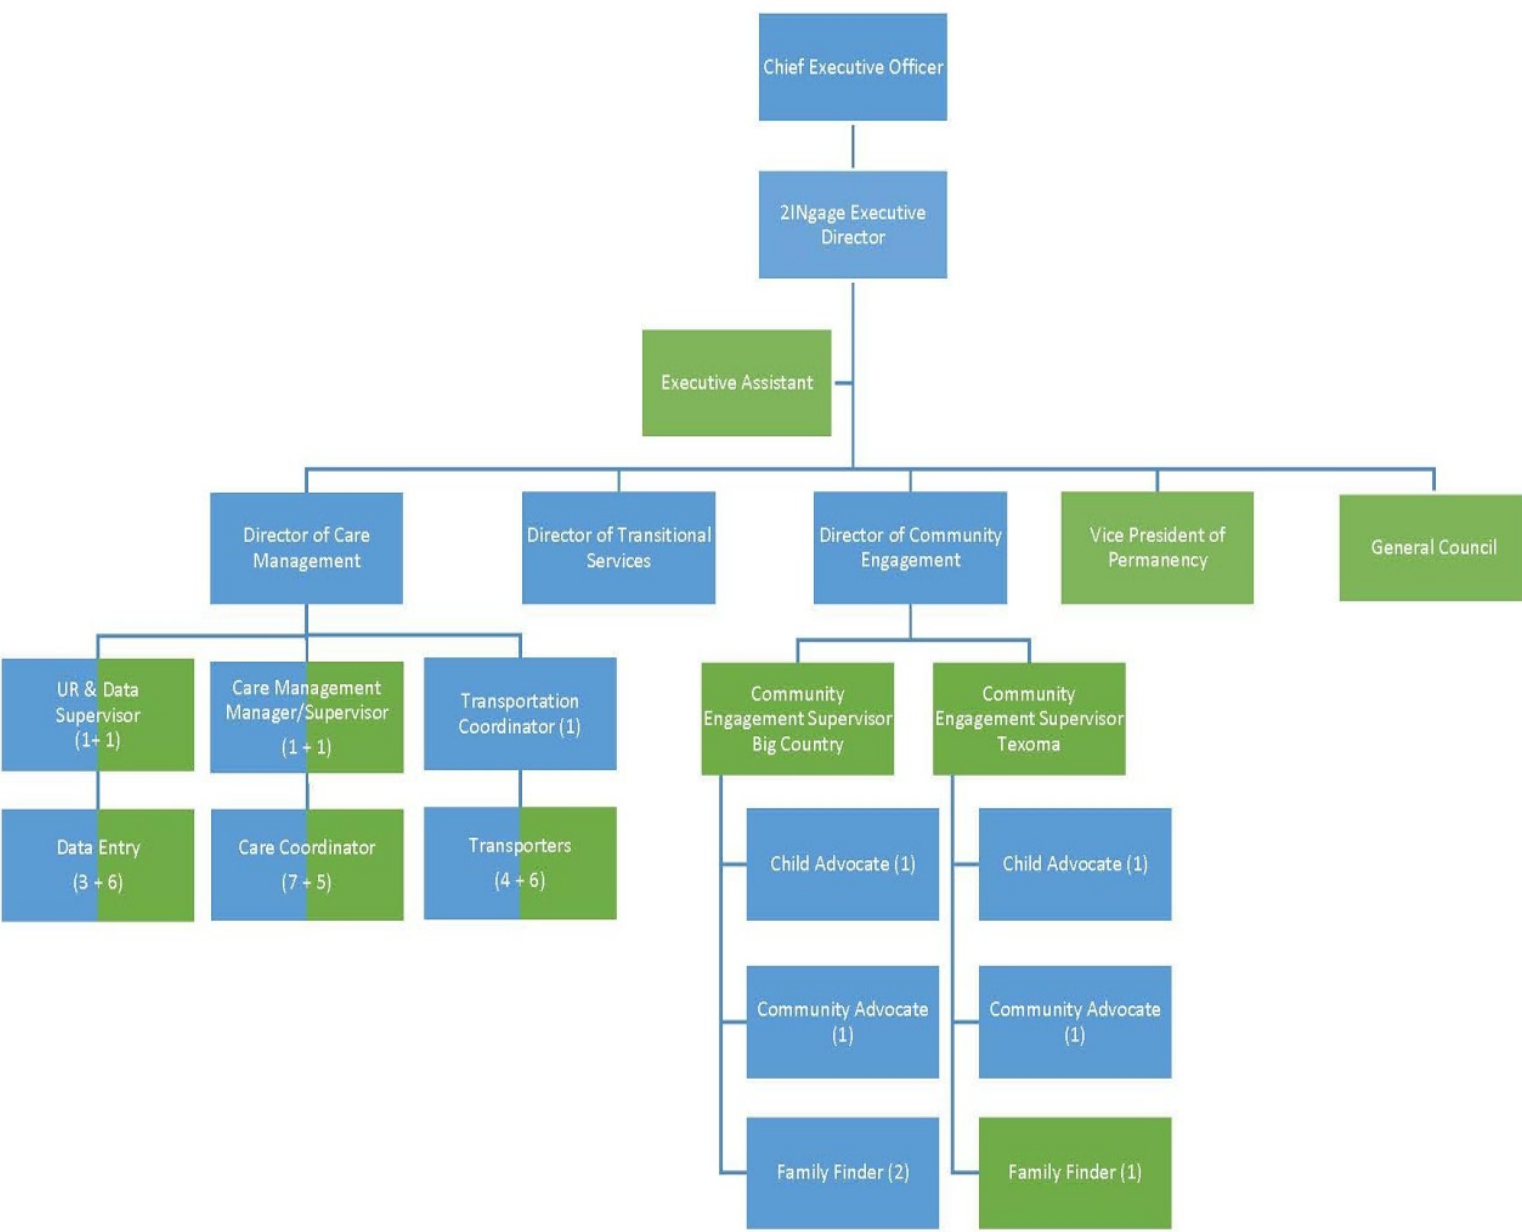 Chief Executive Officer
2INgage Executive
Director
Executive Assistant
Director of Care
Management
Director of Transitional
Services
Director of Community
Engagement
Vice President of
Permanency
General Council
UR & Data
Supervisor
(1+ 1)
Care Management
Manager/Supervisor
(1 + 1)
Transportation
Coordinator (1)
Community
Engagement Supervisor
Big Country
Community
Engagement Supervisor
Texoma
Data Entry
(3 + 6)
Care Coordinator
(7 + 5)
Transporters
(4 + 6)
Child Advocate (1)
Child Advocate (1)
Community Advocate
(1)
Community Advocate
(1)
Family Finder (2)
Family Finder (1)